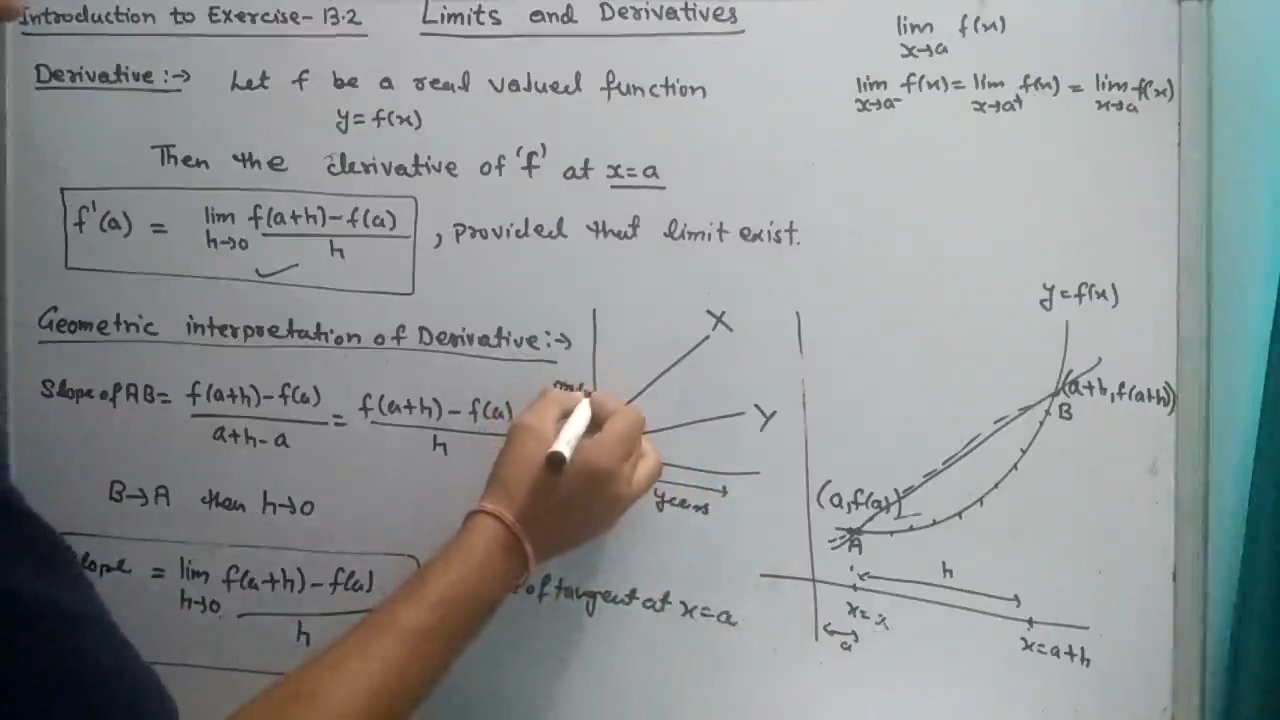 Introduction to Exercise-13.2
Limits and Derivatives
lim f(x)
x→a
lim f(x) = lim f(x) = lim f(x)
x→a⁻ x→a⁺ x→a
Derivative :→ Let f be a real valued function
y = f(x)
Then the derivative of 'f' at x=a
f'(a) = lim f(a+h)-f(a)
h→0 h
, provided that limit exist.
Geometric interpretation of Derivative :→
Slope of AB = f(a+h)-f(a) = f(a+h)-f(a)
a+h-a h
B→A then h→0
= lim f(a+h)-f(a)
h→0 h
of tangent at x=a
X
Y
years
y=f(x)
(a+h, f(a+h))
B
(a, f(a))
A
h
a
x=a+h